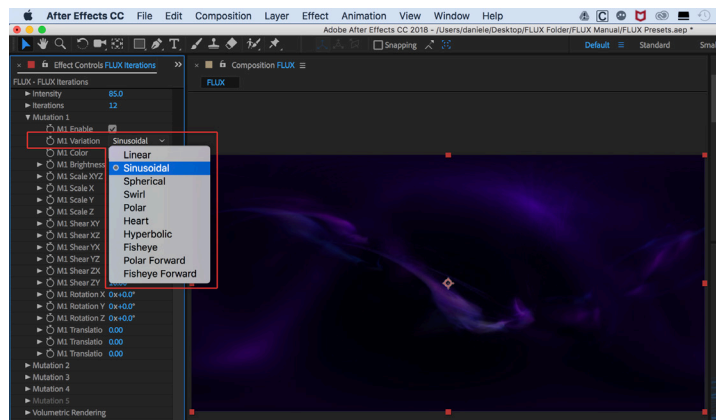 After Effects CC File Edit Composition Layer Effect Animation View Window Help
Adobe After Effects CC 2018 - /Users/daniele/Desktop/FLUX Folder/FLUX Manual/FLUX Presets.aep *
Snapping Default Standard Smal
Effect Controls FLUX Iterations Composition FLUX
FLUX - FLUX Iterations FLUX
Intensity 85.0
Iterations 12
Mutation 1
M1 Enable
M1 Variation Sinusoidal
M1 Color Linear
M1 Brightness Sinusoidal
M1 Scale XYZ Spherical
M1 Scale X Swirl
M1 Scale Y Polar
M1 Scale Z
M1 Shear XY Heart
M1 Shear XZ Hyperbolic
M1 Shear YX Fisheye
M1 Shear YZ Polar Forward
M1 Shear ZX Fisheye Forward
M1 Shear ZY
M1 Rotation X 0x+0.0°
M1 Rotation Y 0x+0.0°
M1 Rotation Z 0x+0.0°
M1 Translatio 0.00
M1 Translatio 0.00
M1 Translatio 0.00
Mutation 2
Mutation 3
Mutation 4
Mutation 5
Volumetric Rendering